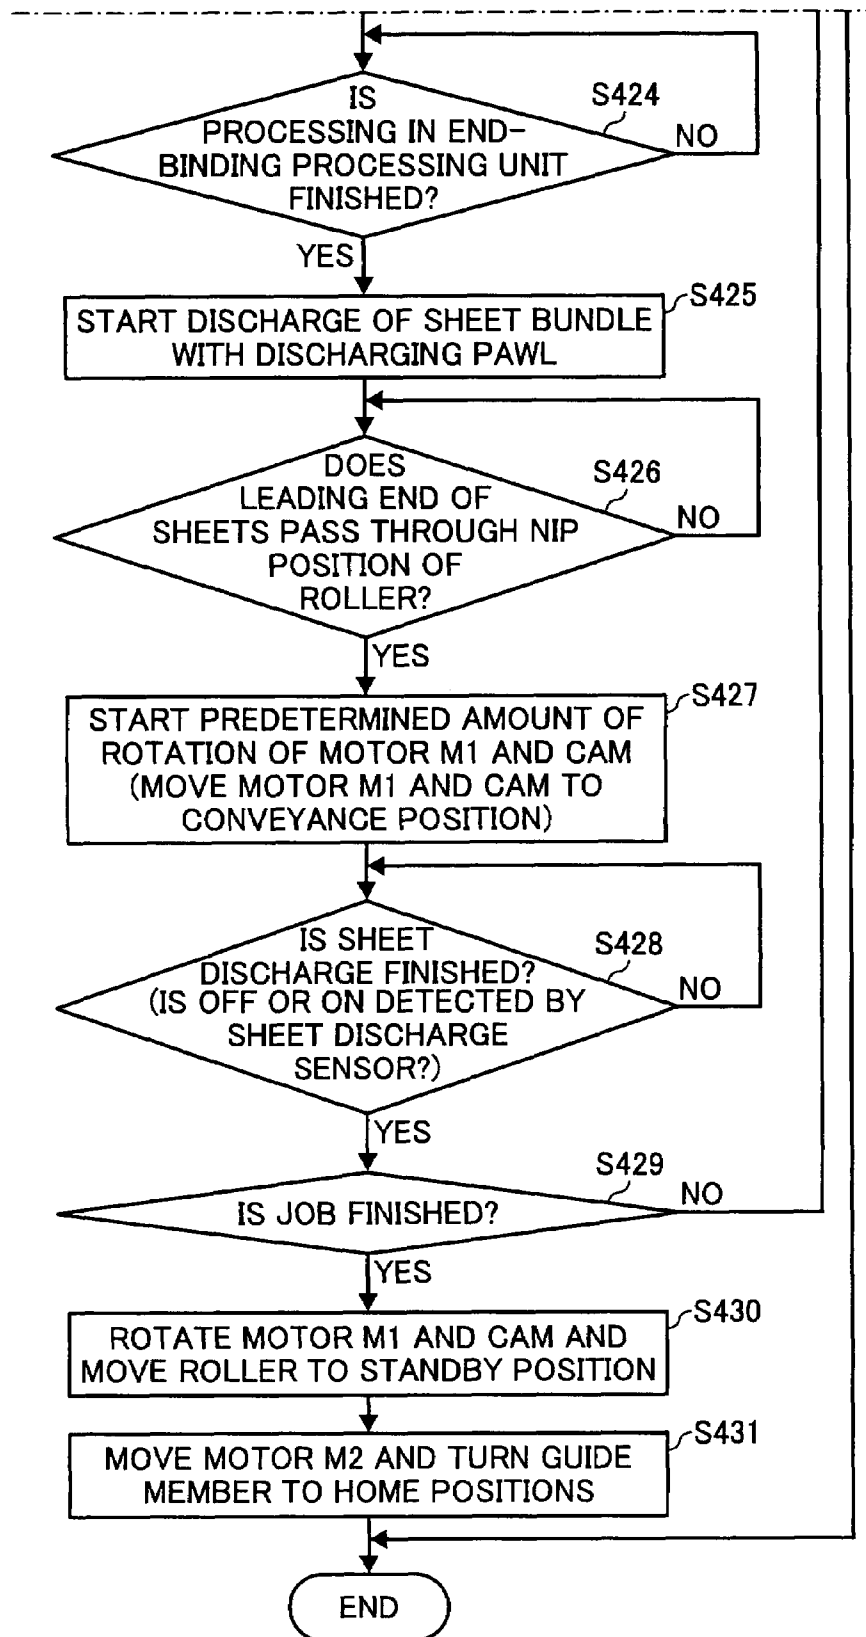 IS
PROCESSING IN END-
BINDING PROCESSING UNIT
FINISHED?
S424
NO
YES
START DISCHARGE OF SHEET BUNDLE
WITH DISCHARGING PAWL
S425
DOES
LEADING END OF
SHEETS PASS THROUGH NIP
POSITION OF
ROLLER?
S426
NO
YES
START PREDETERMINED AMOUNT OF
ROTATION OF MOTOR M1 AND CAM
(MOVE MOTOR M1 AND CAM TO
CONVEYANCE POSITION)
S427
IS SHEET
DISCHARGE FINISHED?
(IS OFF OR ON DETECTED BY
SHEET DISCHARGE
SENSOR?)
S428
NO
YES
IS JOB FINISHED?
S429
NO
YES
ROTATE MOTOR M1 AND CAM AND
MOVE ROLLER TO STANDBY POSITION
S430
MOVE MOTOR M2 AND TURN GUIDE
MEMBER TO HOME POSITIONS
S431
END